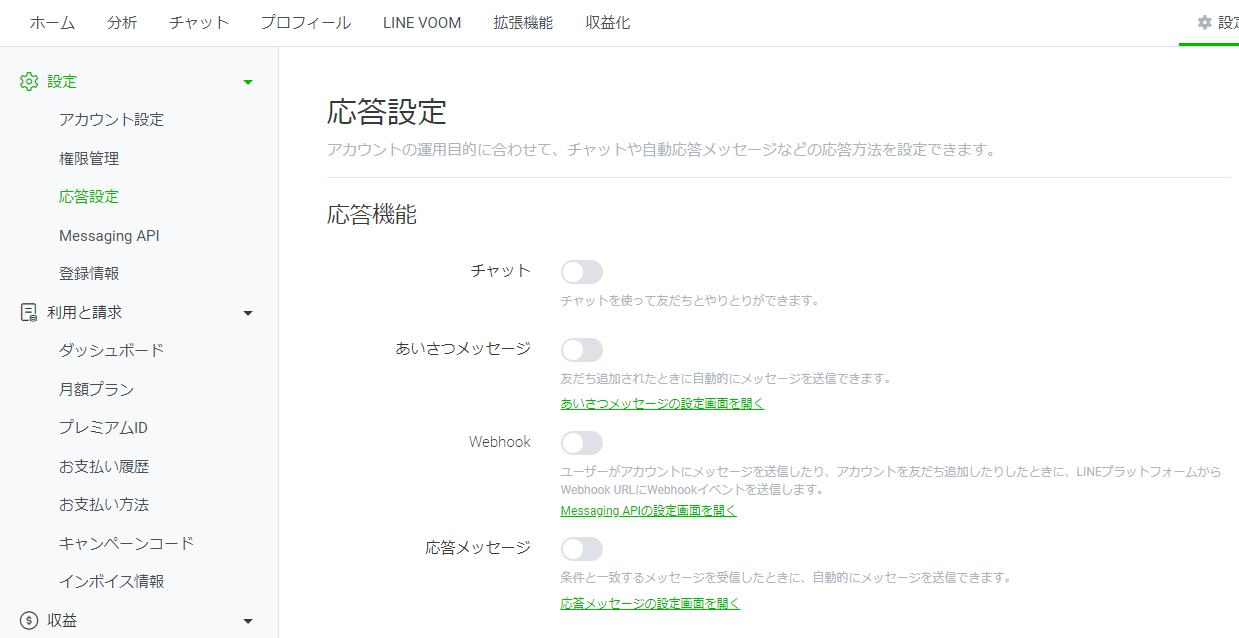 ホーム 分析 チャット プロフィール LINE VOOM 拡張機能 収益化 設定
設定
アカウント設定
権限管理
応答設定
Messaging API
登録情報
利用と請求
ダッシュボード
月額プラン
プレミアムID
お支払い履歴
お支払い方法
キャンペーンコード
インボイス情報
収益
応答設定
アカウントの運用目的に合わせて、チャットや自動応答メッセージなどの応答方法を設定できます。
応答機能
チャット
チャットを使って友だちとやりとりができます。
あいさつメッセージ
友だち追加されたときに自動的にメッセージを送信できます。
あいさつメッセージの設定画面を開く
Webhook
ユーザーがアカウントにメッセージを送信したり、アカウントを友だち追加したりしたときに、LINEプラットフォームから
Webhook URLにWebhookイベントを送信します。
Messaging APIの設定画面を開く
応答メッセージ
条件と一致するメッセージを受信したときに、自動的にメッセージを送信できます。
応答メッセージの設定画面を開く